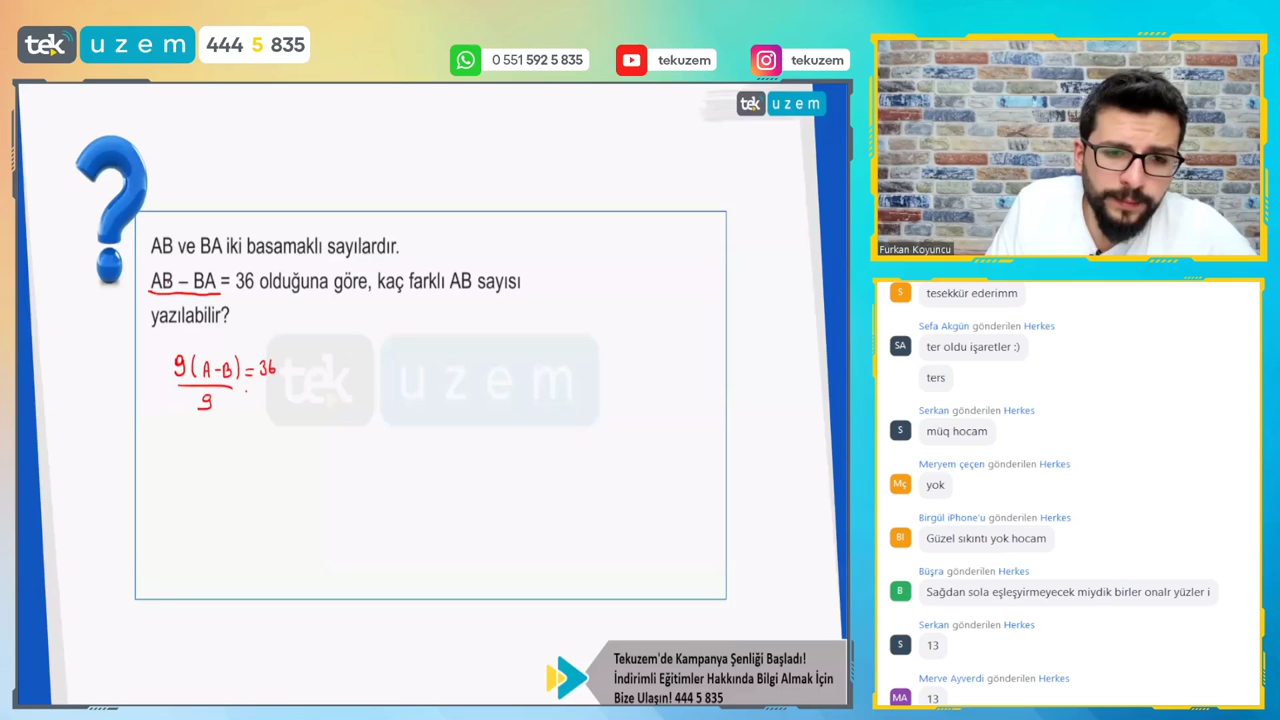 tek uzem 444 5 835
0 551 592 5 835
tekuzem
tekuzem
tek uzem
AB ve BA iki basamaklı sayılardır.
AB – BA = 36 olduğuna göre, kaç farklı AB sayısı
yazılabilir?
9(A-B) = 36
9
tek uzem
Tekuzem'de Kampanya Şenliği Başladı!
İndirimli Eğitimler Hakkında Bilgi Almak İçin
Bize Ulaşın! 444 5 835
Furkan Koyuncu
S
tesekkür ederimm
Sefa Akgün gönderilen Herkes
SA
ter oldu işaretler :)
ters
Serkan gönderilen Herkes
S
müq hocam
Meryem çeçen gönderilen Herkes
Mç
yok
Birgül iPhone'u gönderilen Herkes
BI
Güzel sıkıntı yok hocam
Büşra gönderilen Herkes
B
Sağdan sola eşleşyirmeyecek miydik birler onalr yüzler i
Serkan gönderilen Herkes
S
13
Merve Ayverdi gönderilen Herkes
MA
13